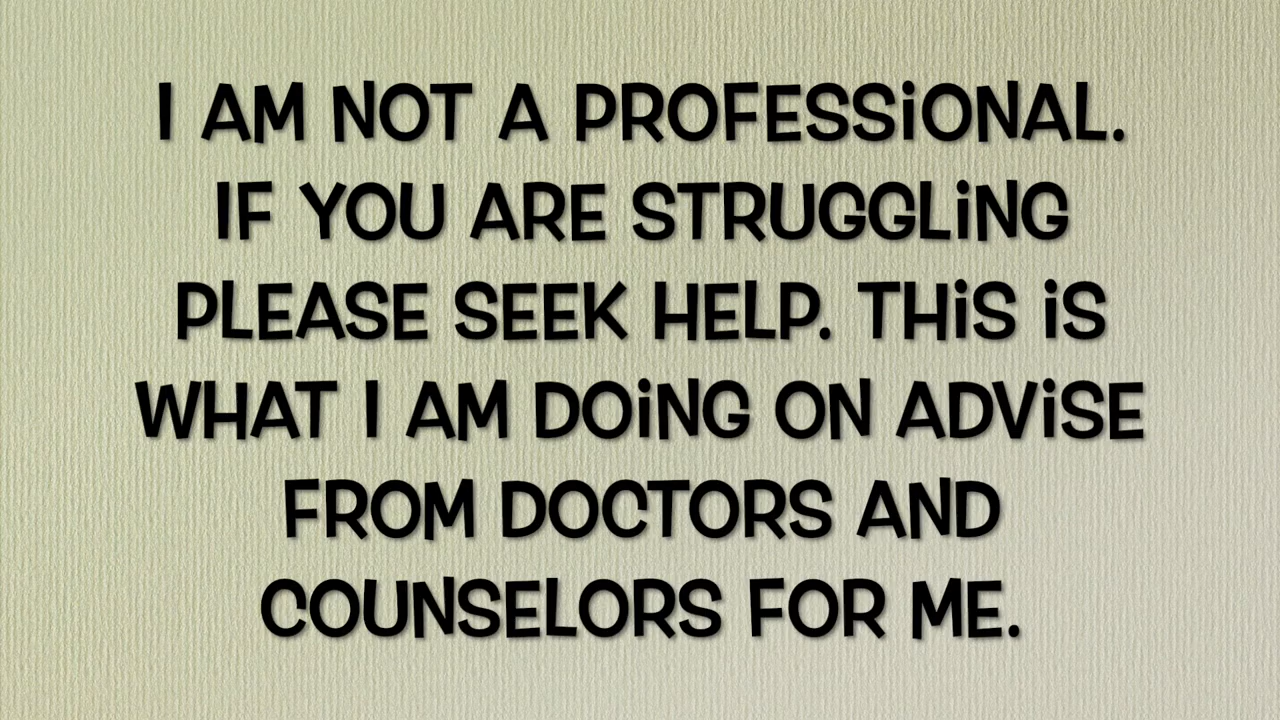 I AM NOT A PROFESSiONAL.
IF YOU ARE STRUGGLiNG
PLEASE SEEK HELP. THiS iS
WHAT I AM DOiNG ON ADViSE
FROM DOCTORS AND
COUNSELORS FOR ME.